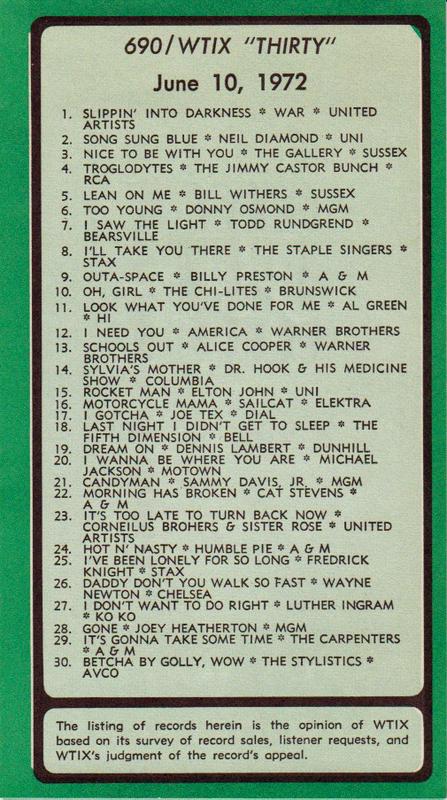 690/WTIX "THIRTY"
June 10, 1972
1. SLIPPIN' INTO DARKNESS * WAR * UNITED
ARTISTS
2. SONG SUNG BLUE * NEIL DIAMOND * UNI
3. NICE TO BE WITH YOU * THE GALLERY * SUSSEX
4. TROGLODYTES * THE JIMMY CASTOR BUNCH *
RCA
5. LEAN ON ME * BILL WITHERS * SUSSEX
6. TOO YOUNG * DONNY OSMOND * MGM
7. I SAW THE LIGHT * TODD RUNDGREND *
BEARSVILLE
8. I'LL TAKE YOU THERE * THE STAPLE SINGERS *
STAX
9. OUTA-SPACE * BILLY PRESTON * A & M
10. OH, GIRL * THE CHI-LITES * BRUNSWICK
11. LOOK WHAT YOU'VE DONE FOR ME * AL GREEN
* HI
12. I NEED YOU * AMERICA * WARNER BROTHERS
13. SCHOOLS OUT * ALICE COOPER * WARNER
BROTHERS
14. SYLVIA'S MOTHER * DR. HOOK & HIS MEDICINE
SHOW * COLUMBIA
15. ROCKET MAN * ELTON JOHN * UNI
16. MOTORCYCLE MAMA * SAILCAT * ELEKTRA
17. I GOTCHA * JOE TEX * DIAL
18. LAST NIGHT I DIDN'T GET TO SLEEP * THE
FIFTH DIMENSION * BELL
19. DREAM ON * DENNIS LAMBERT * DUNHILL
20. I WANNA BE WHERE YOU ARE * MICHAEL
JACKSON * MOTOWN
21. CANDYMAN * SAMMY DAVIS, JR. * MGM
22. MORNING HAS BROKEN * CAT STEVENS *
A & M
23. IT'S TOO LATE TO TURN BACK NOW *
CORNEILUS BROHERS & SISTER ROSE * UNITED
ARTISTS
24. HOT N' NASTY * HUMBLE PIE * A & M
25. I'VE BEEN LONELY FOR SO LONG * FREDRICK
KNIGHT * STAX
26. DADDY DON'T YOU WALK SO FAST * WAYNE
NEWTON * CHELSEA
27. I DON'T WANT TO DO RIGHT * LUTHER INGRAM
* KO KO
28. GONE * JOEY HEATHERTON * MGM
29. IT'S GONNA TAKE SOME TIME * THE CARPENTERS
* A & M
30. BETCHA BY GOLLY, WOW * THE STYLISTICS *
AVCO
The listing of records herein is the opinion of WTIX
based on its survey of record sales, listener requests, and
WTIX's judgment of the record's appeal.